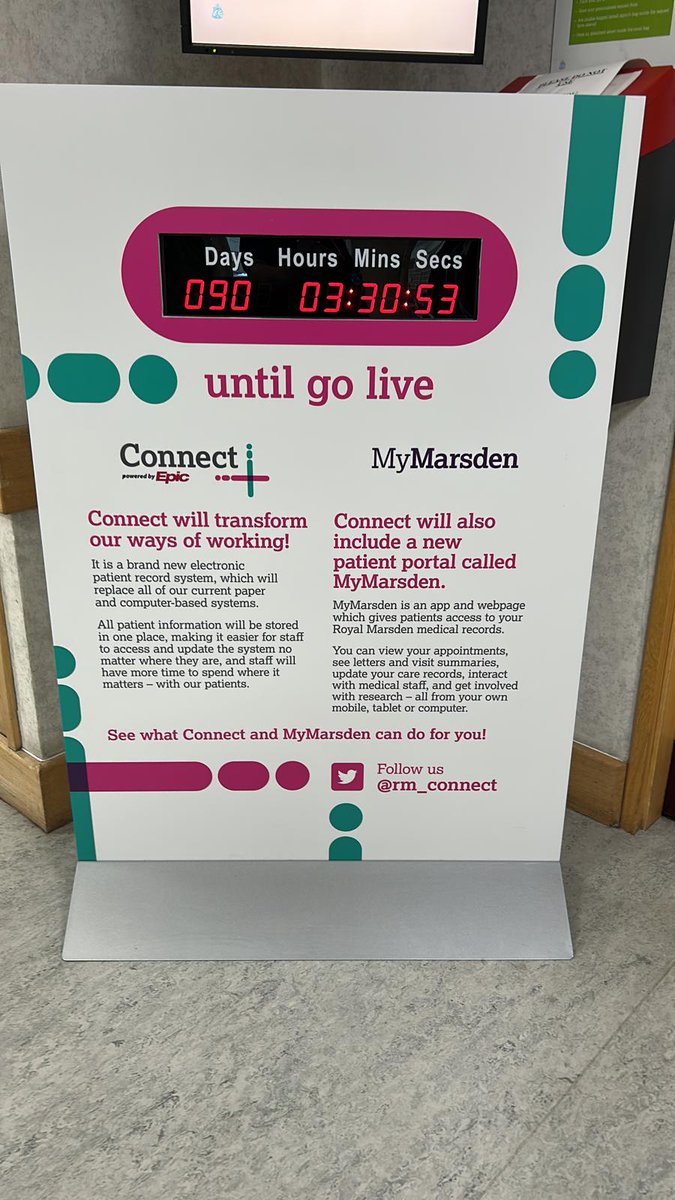 PLEASE DO NOT
Days Hours Mins Secs
090 03:30:53
until go live
Connect
powered by Epic
MyMarsden
Connect will transform
our ways of working!
It is a brand new electronic
patient record system, which will
replace all of our current paper
and computer-based systems.
All patient information will be stored
in one place, making it easier for staff
to access and update the system no
matter where they are, and staff will
have more time to spend where it
matters – with our patients.
Connect will also
include a new
patient portal called
MyMarsden.
MyMarsden is an app and webpage
which gives patients access to your
Royal Marsden medical records.
You can view your appointments,
see letters and visit summaries,
update your care records, interact
with medical staff, and get involved
with research – all from your own
mobile, tablet or computer.
See what Connect and MyMarsden can do for you!
Follow us
@rm_connect